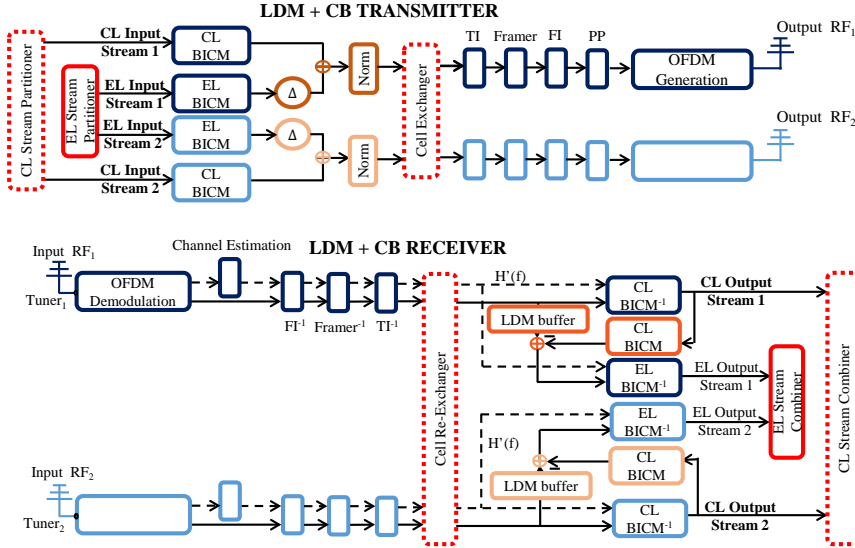 LDM + CB TRANSMITTER
CL Stream Partitioner
EL Stream
Partitioner
CL Input
Stream 1
EL Input
Stream 1
EL Input
Stream 2
CL Input
Stream 2
CL
BICM
EL
BICM
EL
BICM
CL
BICM
Δ
Δ
Norm
Norm
Cell Exchanger
TI
Framer
FI
PP
OFDM
Generation
Output RF1
Output RF2
LDM + CB RECEIVER
Input RF1
Tuner1
OFDM
Demodulation
Channel Estimation
FI-1
Framer-1
TI-1
Input RF2
Tuner2
Cell Re-Exchanger
H'(f)
LDM buffer
CL
BICM-1
CL
BICM
EL
BICM-1
EL
BICM-1
CL
BICM
CL
BICM-1
H'(f)
LDM buffer
CL Output
Stream 1
EL Output
Stream 1
EL Output
Stream 2
CL Output
Stream 2
EL Stream
Combiner
CL Stream Combiner